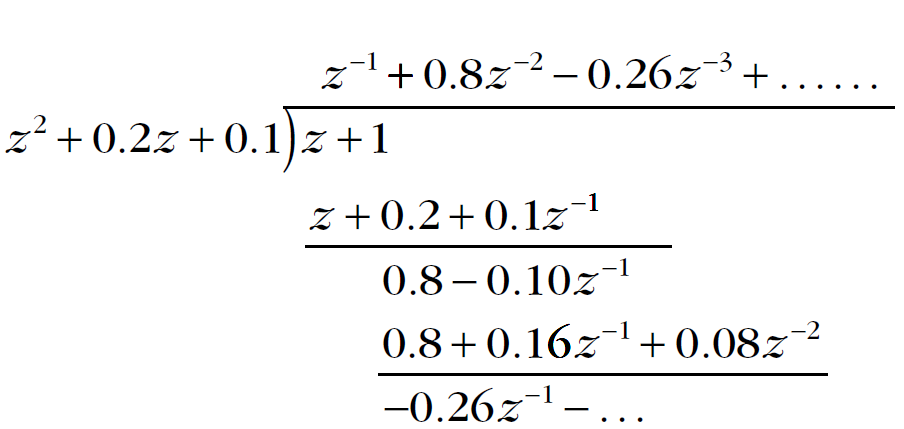 z⁻¹ + 0.8z⁻² − 0.26z⁻³ + ......
z² + 0.2z + 0.1)z + 1
z + 0.2 + 0.1z⁻¹
0.8 − 0.10z⁻¹
0.8 + 0.16z⁻¹ + 0.08z⁻²
−0.26z⁻¹ − ...